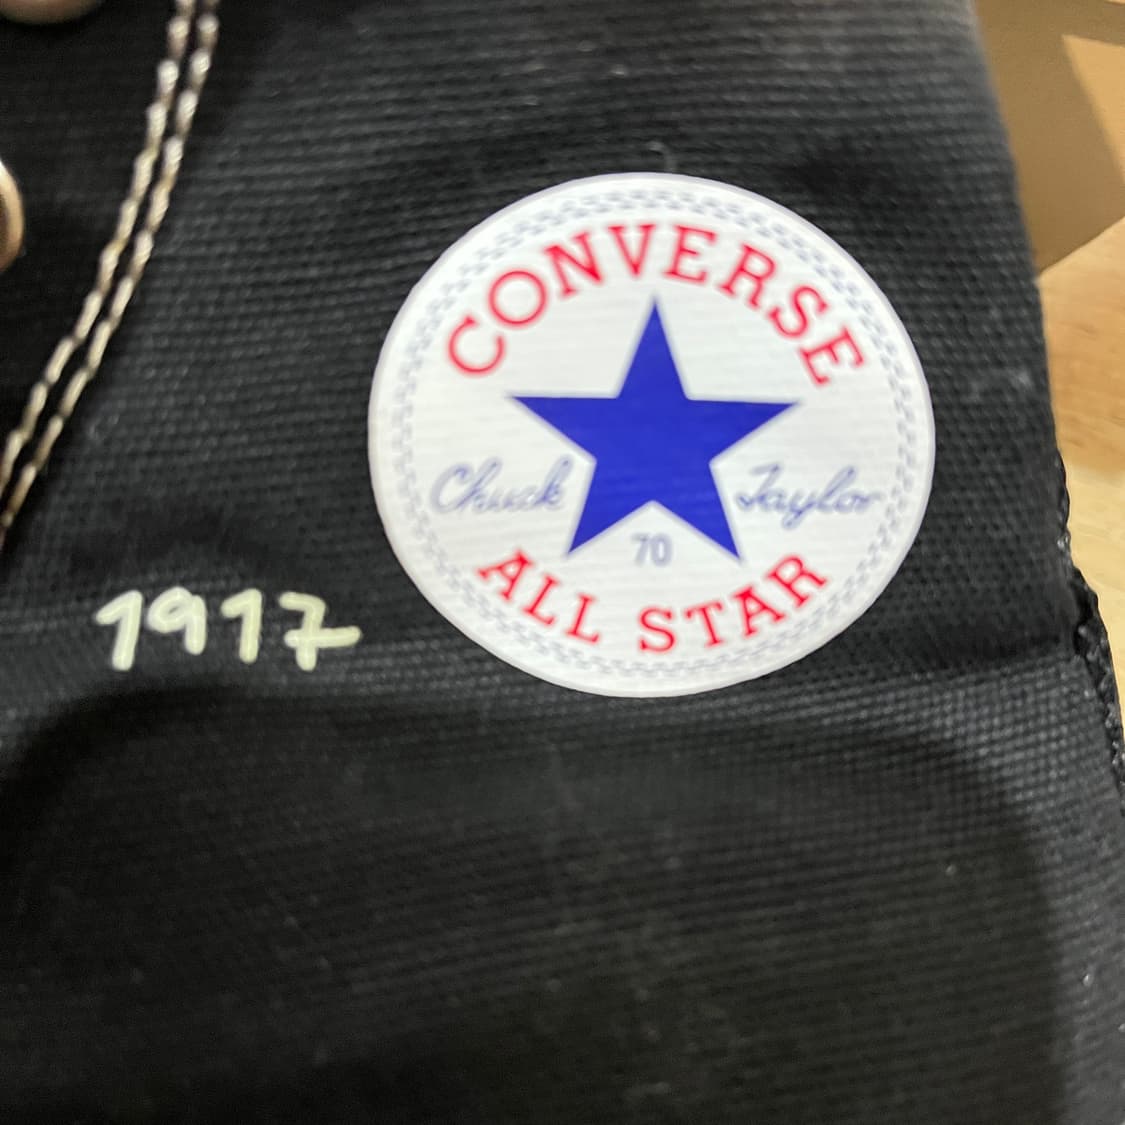 CONVERSE
Chuck Taylor
70
ALL STAR
1917